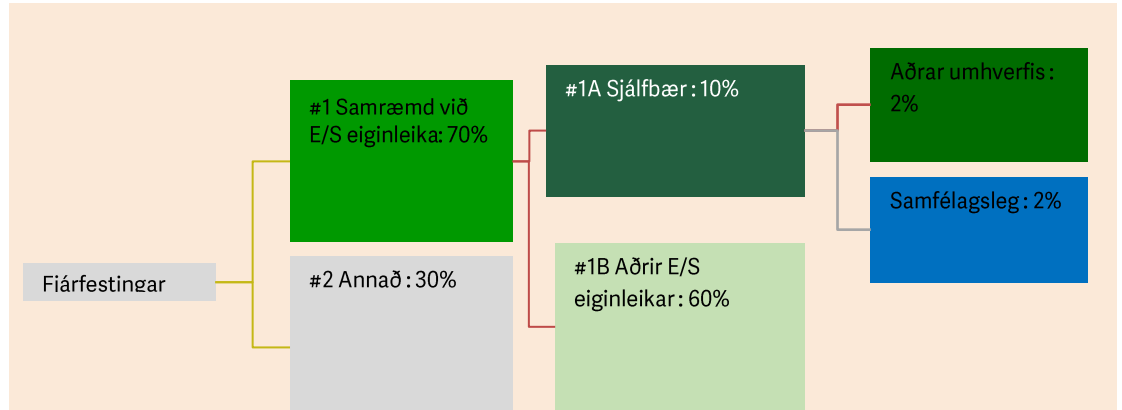 Fjárfestingar
#1 Samræmd við
E/S eiginleika: 70%
#2 Annað : 30%
#1A Sjálfbær : 10%
#1B Aðrir E/S
eiginleikar : 60%
Aðrar umhverfis :
2%
Samfélagsleg : 2%